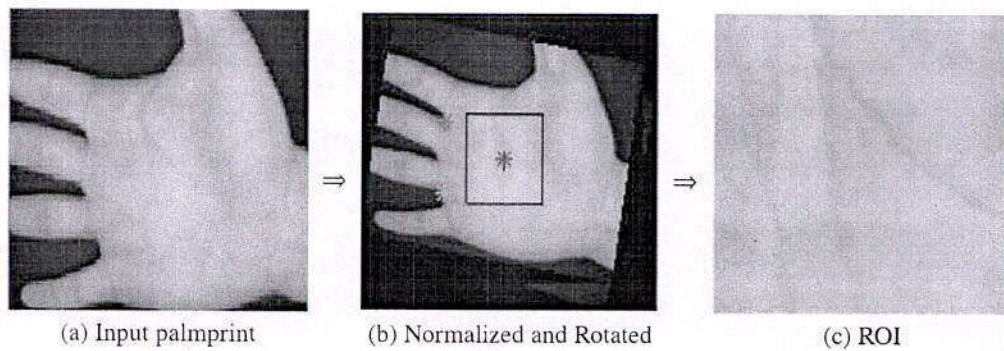 ⇒ ⇒
(a) Input palmprint (b) Normalized and Rotated (c) ROI